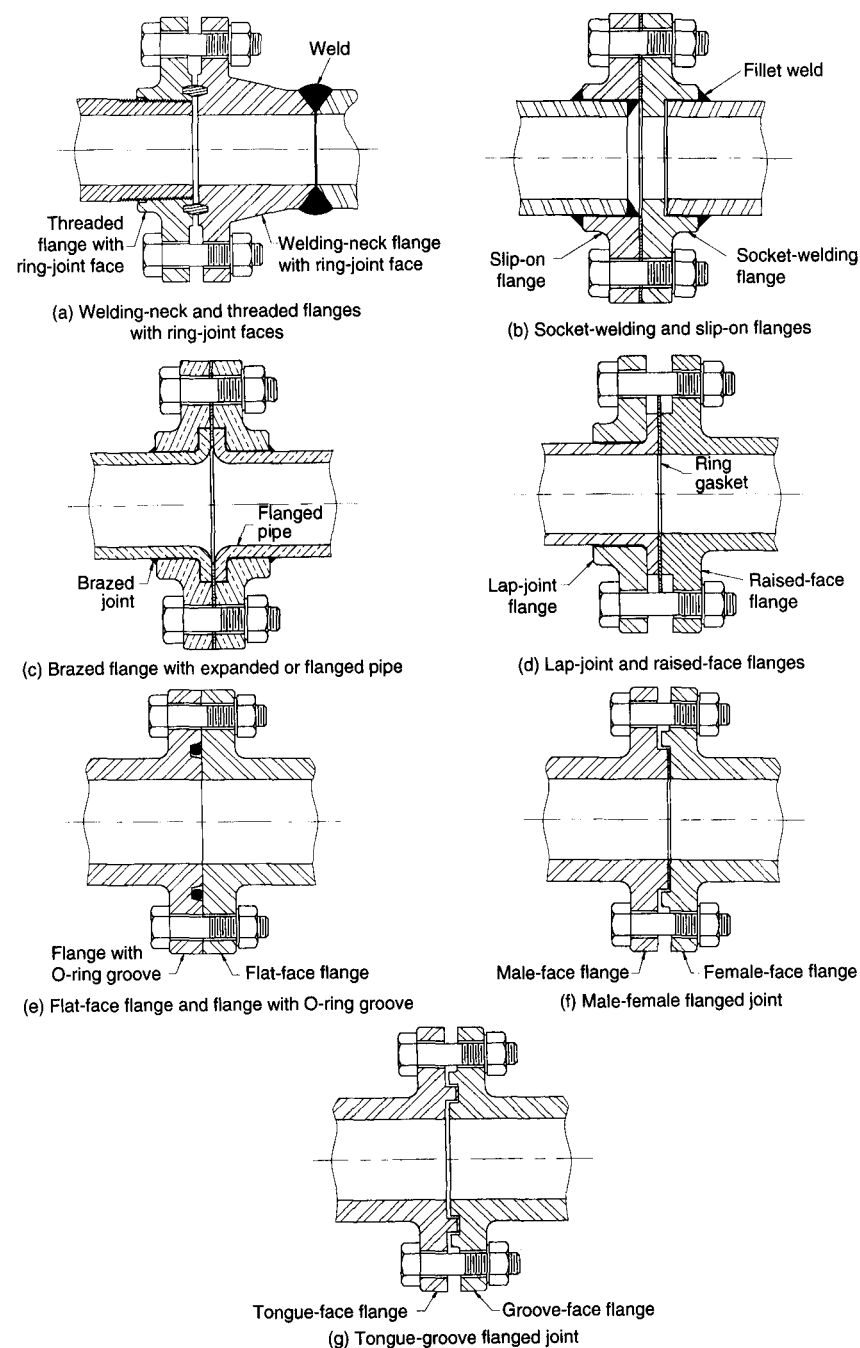 Weld
Threaded
flange with
ring-joint face
Welding-neck flange
with ring-joint face
(a) Welding-neck and threaded flanges
with ring-joint faces
Fillet weld
Slip-on
flange
Socket-welding
flange
(b) Socket-welding and slip-on flanges
Flanged
pipe
Brazed
joint
(c) Brazed flange with expanded or flanged pipe
Ring
gasket
Lap-joint
flange
Raised-face
flange
(d) Lap-joint and raised-face flanges
Flange with
O-ring groove
Flat-face flange
(e) Flat-face flange and flange with O-ring groove
Male-face flange
Female-face flange
(f) Male-female flanged joint
Tongue-face flange
Groove-face flange
(g) Tongue-groove flanged joint